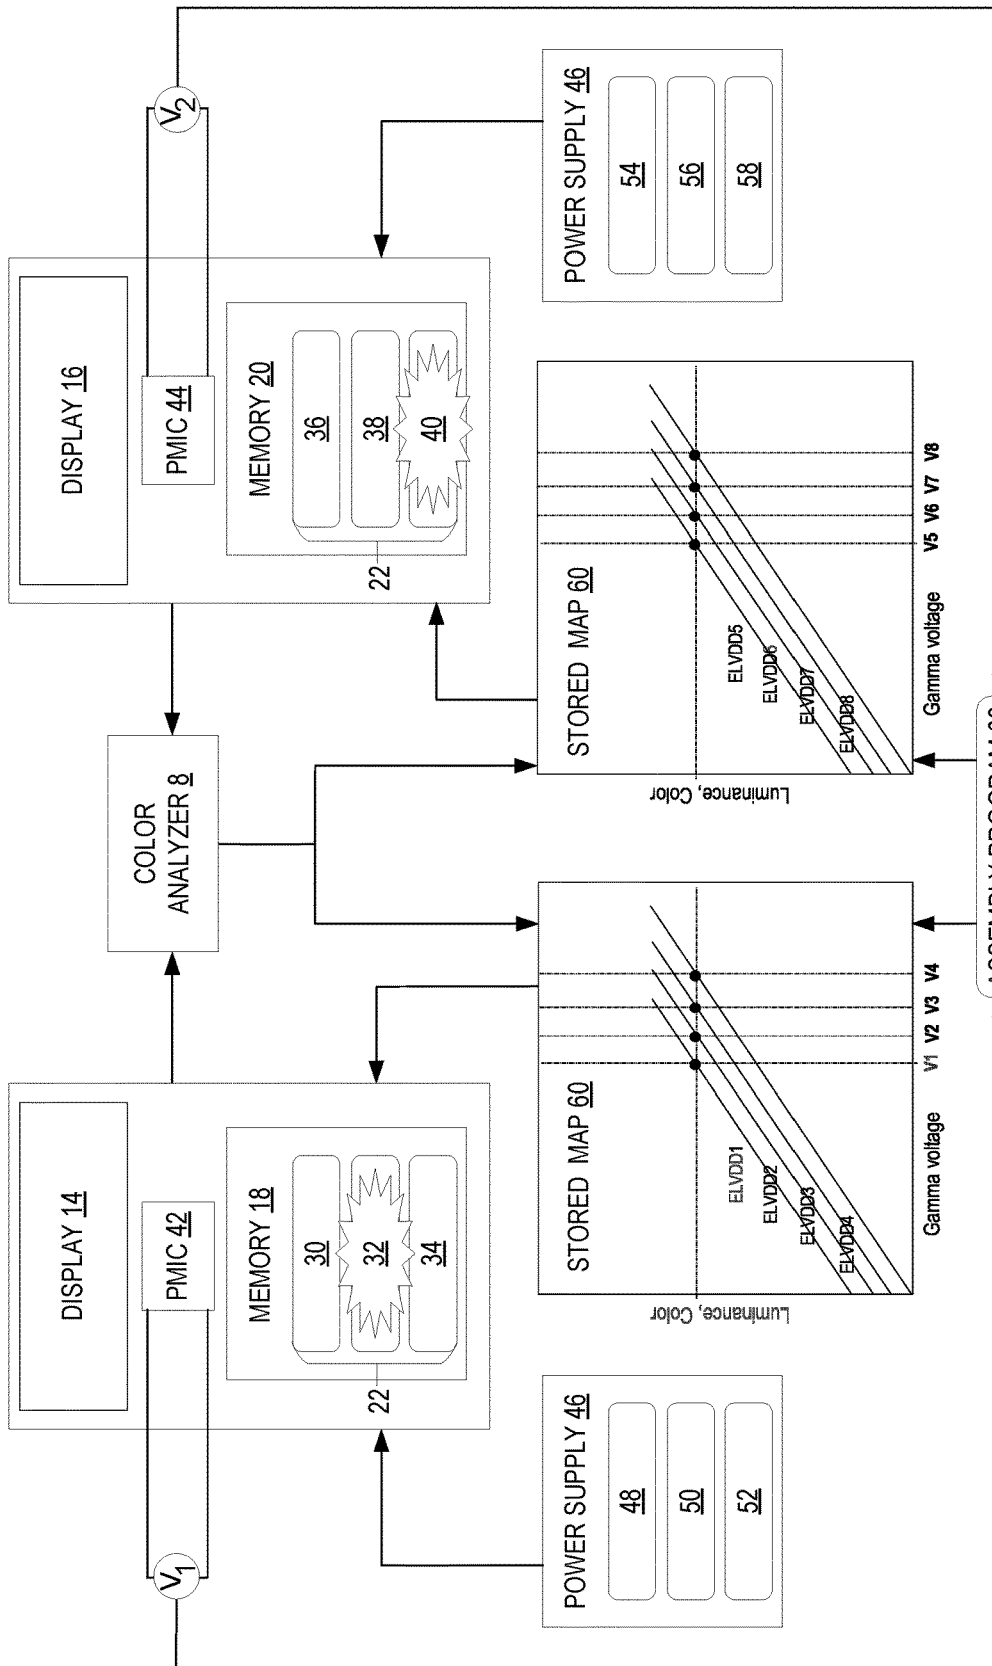 V1
DISPLAY 14
PMIC 42
MEMORY 18
30
32
34
22
POWER SUPPLY 46
48
50
52
COLOR
ANALYZER 8
DISPLAY 16
PMIC 44
V2
MEMORY 20
36
38
40
22
POWER SUPPLY 46
54
56
58
STORED MAP 60
Luminance, Color
ELVDD1
ELVDD2
ELVDD3
ELVDD4
Gamma voltage
V1 V2 V3 V4
STORED MAP 60
Luminance, Color
ELVDD5
ELVDD6
ELVDD7
ELVDD8
Gamma voltage
V5 V6 V7 V8
ASSEMBLY PROGRAM